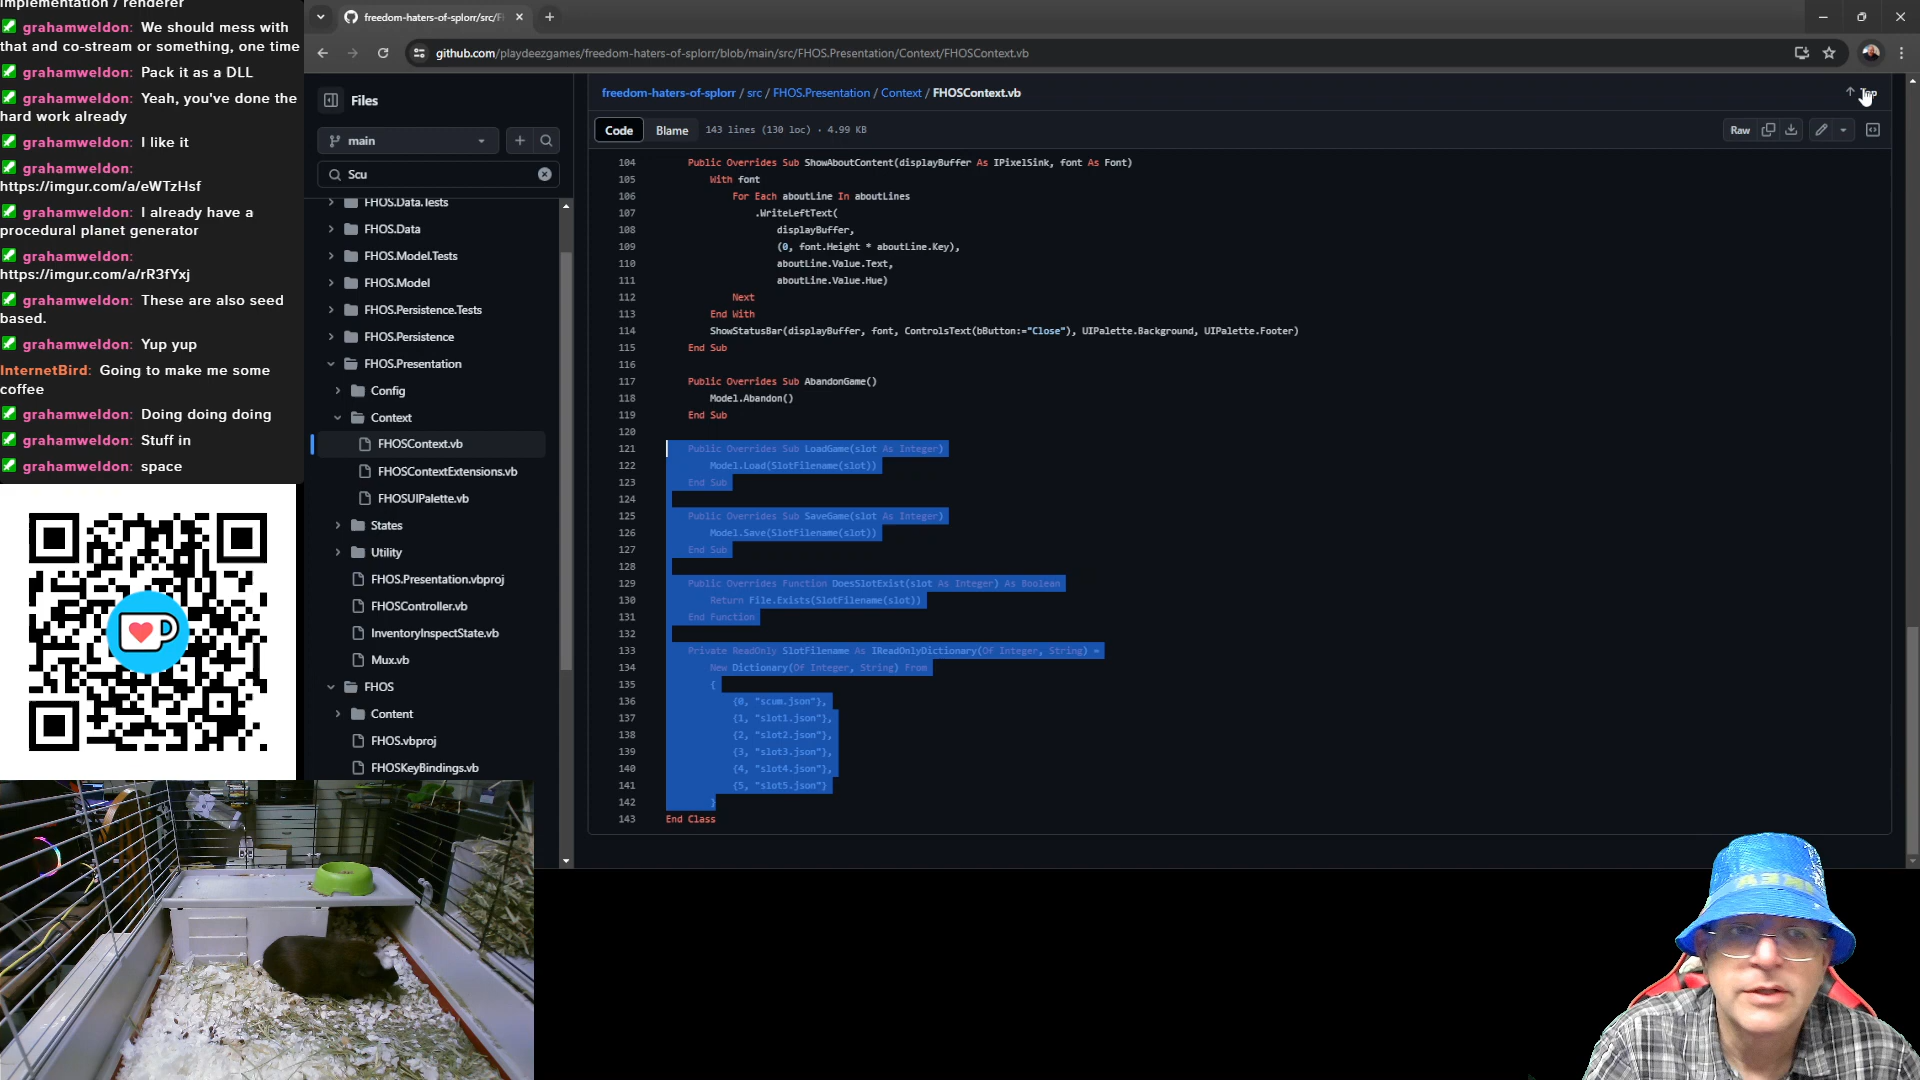 implementation / renderer
grahamweldon: We should mess with
that and co-stream or something, one time
grahamweldon: Pack it as a DLL
grahamweldon: Yeah, you've done the
hard work already
grahamweldon: I like it
grahamweldon:
https://imgur.com/a/eWTzHsf
grahamweldon: I already have a
procedural planet generator
grahamweldon:
https://imgur.com/a/rR3fYxj
grahamweldon: These are also seed
based.
grahamweldon: Yup yup
InternetBird: Going to make me some
coffee
grahamweldon: Doing doing doing
grahamweldon: Stuff in
grahamweldon: space
freedom-haters-of-splorr/src/F
github.com/playdeezgames/freedom-haters-of-splorr/blob/main/src/FHOS.Presentation/Context/FHOSContext.vb
Files
main
Scu
FHOS.Data.Tests
FHOS.Data
FHOS.Model.Tests
FHOS.Model
FHOS.Persistence.Tests
FHOS.Persistence
FHOS.Presentation
Config
Context
FHOSContext.vb
FHOSContextExtensions.vb
FHOSUIPalette.vb
States
Utility
FHOS.Presentation.vbproj
FHOSController.vb
InventoryInspectState.vb
Mux.vb
FHOS
Content
FHOS.vbproj
FHOSKeyBindings.vb
freedom-haters-of-splorr / src / FHOS.Presentation / Context / FHOSContext.vb
Top
Code Blame 143 lines (130 loc) · 4.99 KB
Raw
104 Public Overrides Sub ShowAboutContent(displayBuffer As IPixelSink, font As Font)
105 With font
106 For Each aboutLine In aboutLines
107 .WriteLeftText(
108 displayBuffer,
109 (0, font.Height * aboutLine.Key),
110 aboutLine.Value.Text,
111 aboutLine.Value.Hue)
112 Next
113 End With
114 ShowStatusBar(displayBuffer, font, ControlsText(bButton:="Close"), UIPalette.Background, UIPalette.Footer)
115 End Sub
116
117 Public Overrides Sub AbandonGame()
118 Model.Abandon()
119 End Sub
120
121 Public Overrides Sub LoadGame(slot As Integer)
122 Model.Load(SlotFilename(slot))
123 End Sub
124
125 Public Overrides Sub SaveGame(slot As Integer)
126 Model.Save(SlotFilename(slot))
127 End Sub
128
129 Public Overrides Function DoesSlotExist(slot As Integer) As Boolean
130 Return File.Exists(SlotFilename(slot))
131 End Function
132
133 Private ReadOnly SlotFilename As IReadOnlyDictionary(Of Integer, String) =
134 New Dictionary(Of Integer, String) From
135 {
136 {0, "scum.json"},
137 {1, "slot1.json"},
138 {2, "slot2.json"},
139 {3, "slot3.json"},
140 {4, "slot4.json"},
141 {5, "slot5.json"}
142 }
143 End Class
IKEA